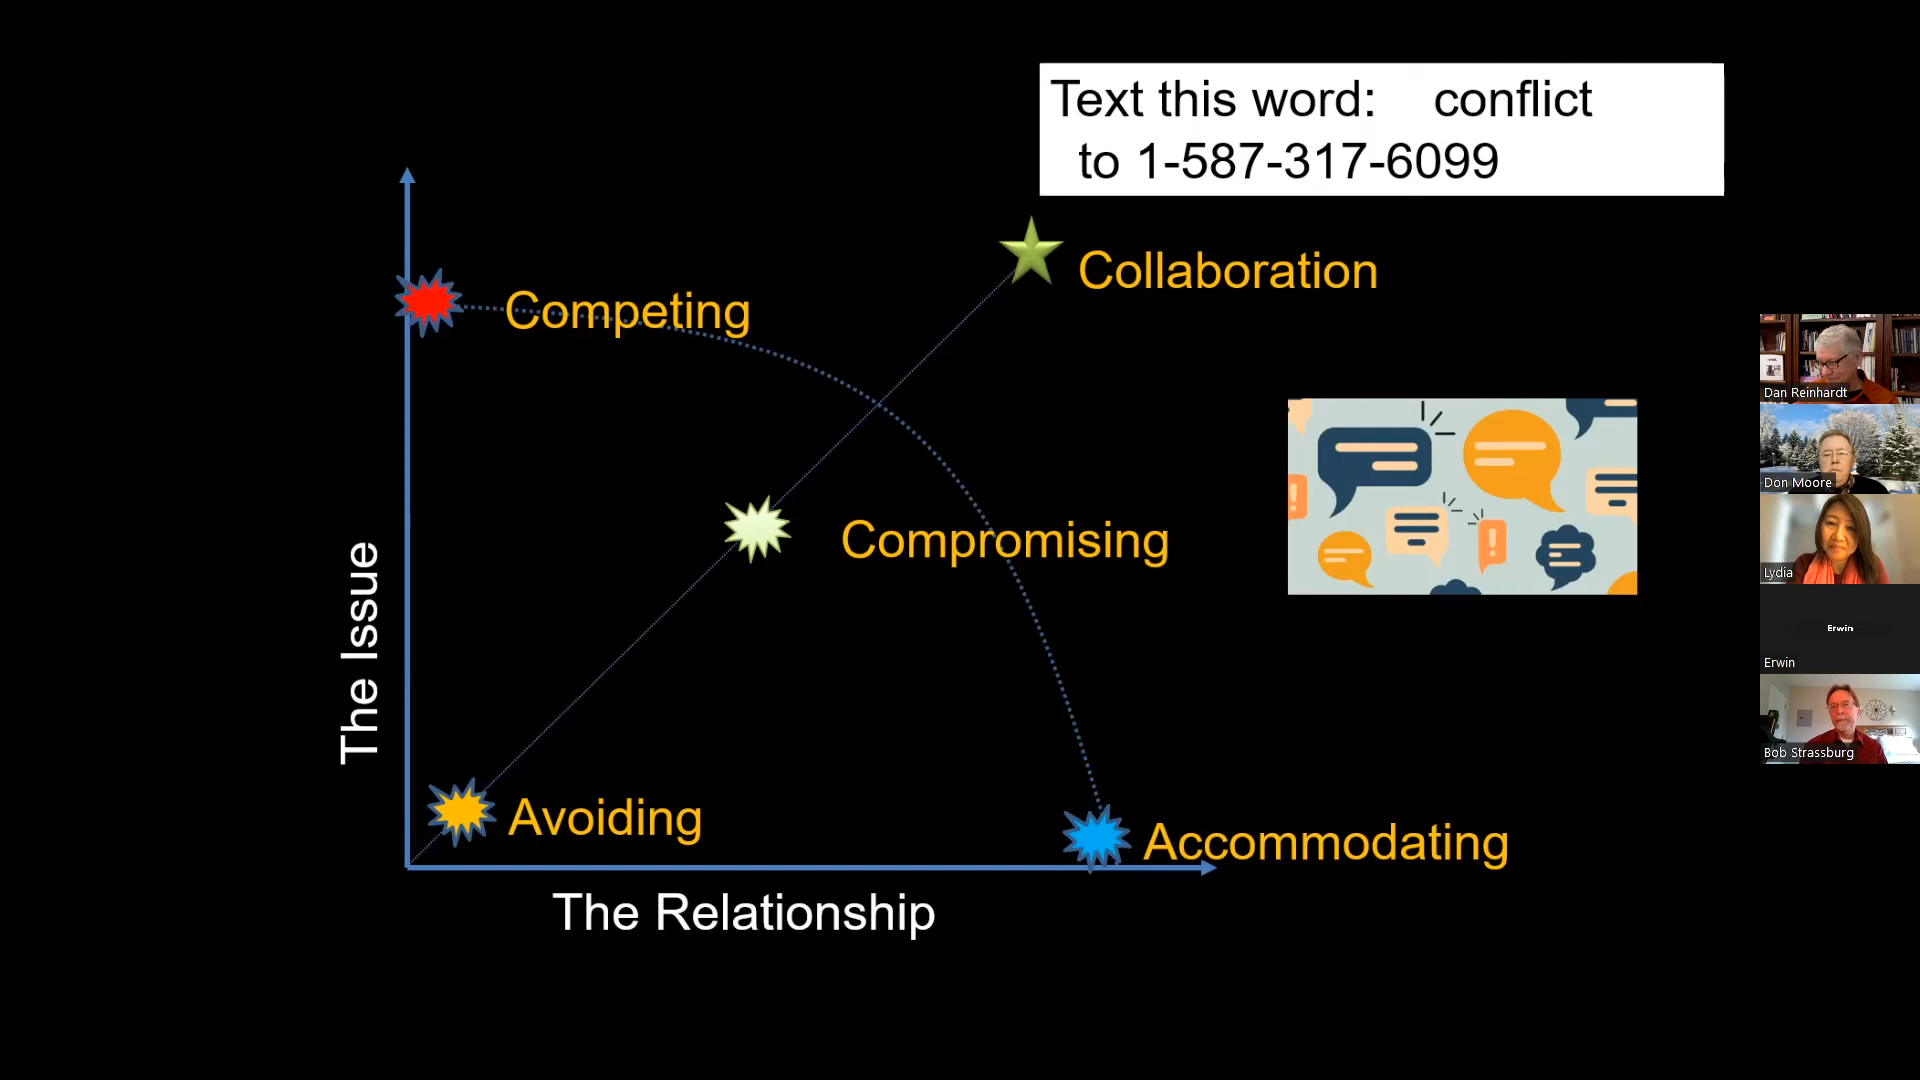 Text this word: conflict
to 1-587-317-6099
Collaboration
Competing
Compromising
The Issue
Avoiding
Accommodating
The Relationship
Dan Reinhardt
Don Moore
Lydia
Erwin
Erwin
Bob Strassburg